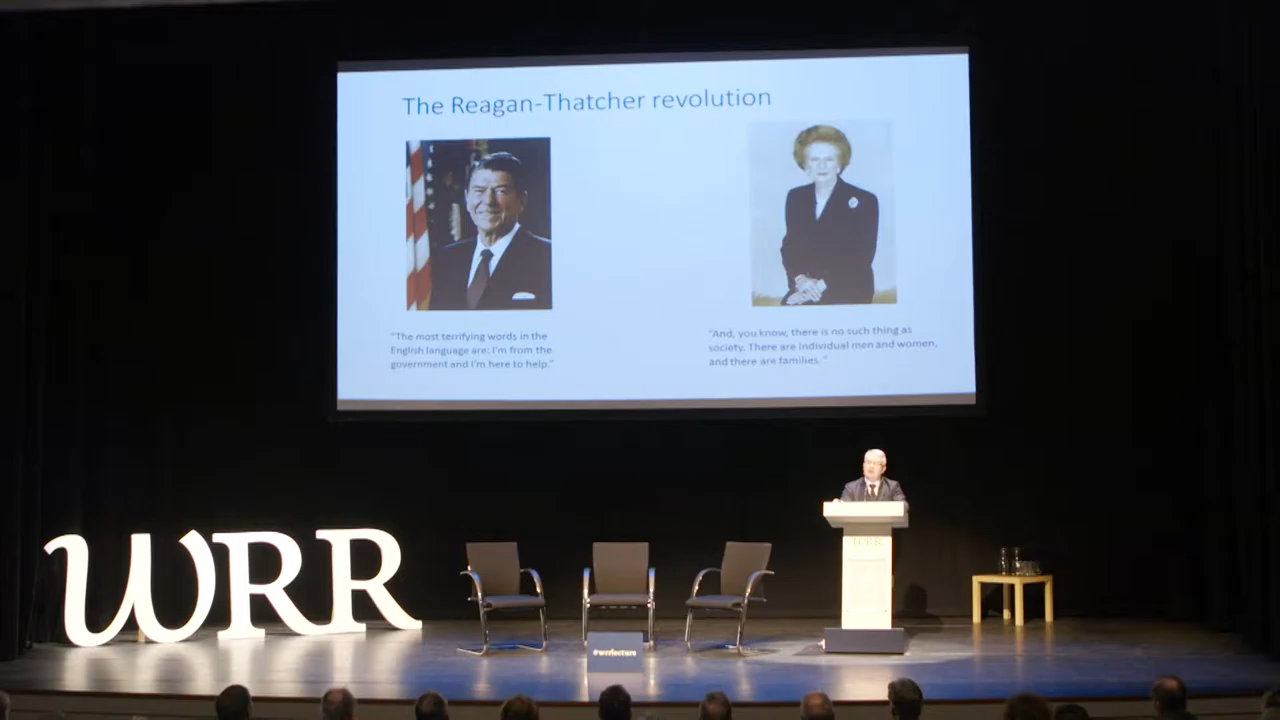 The Reagan-Thatcher revolution
"The most terrifying words in the
English language are: I'm from the
government and I'm here to help."
"And, you know, there is no such thing as
society. There are individual men and women,
and there are families. "
WRR
WRR
#wrrlecture